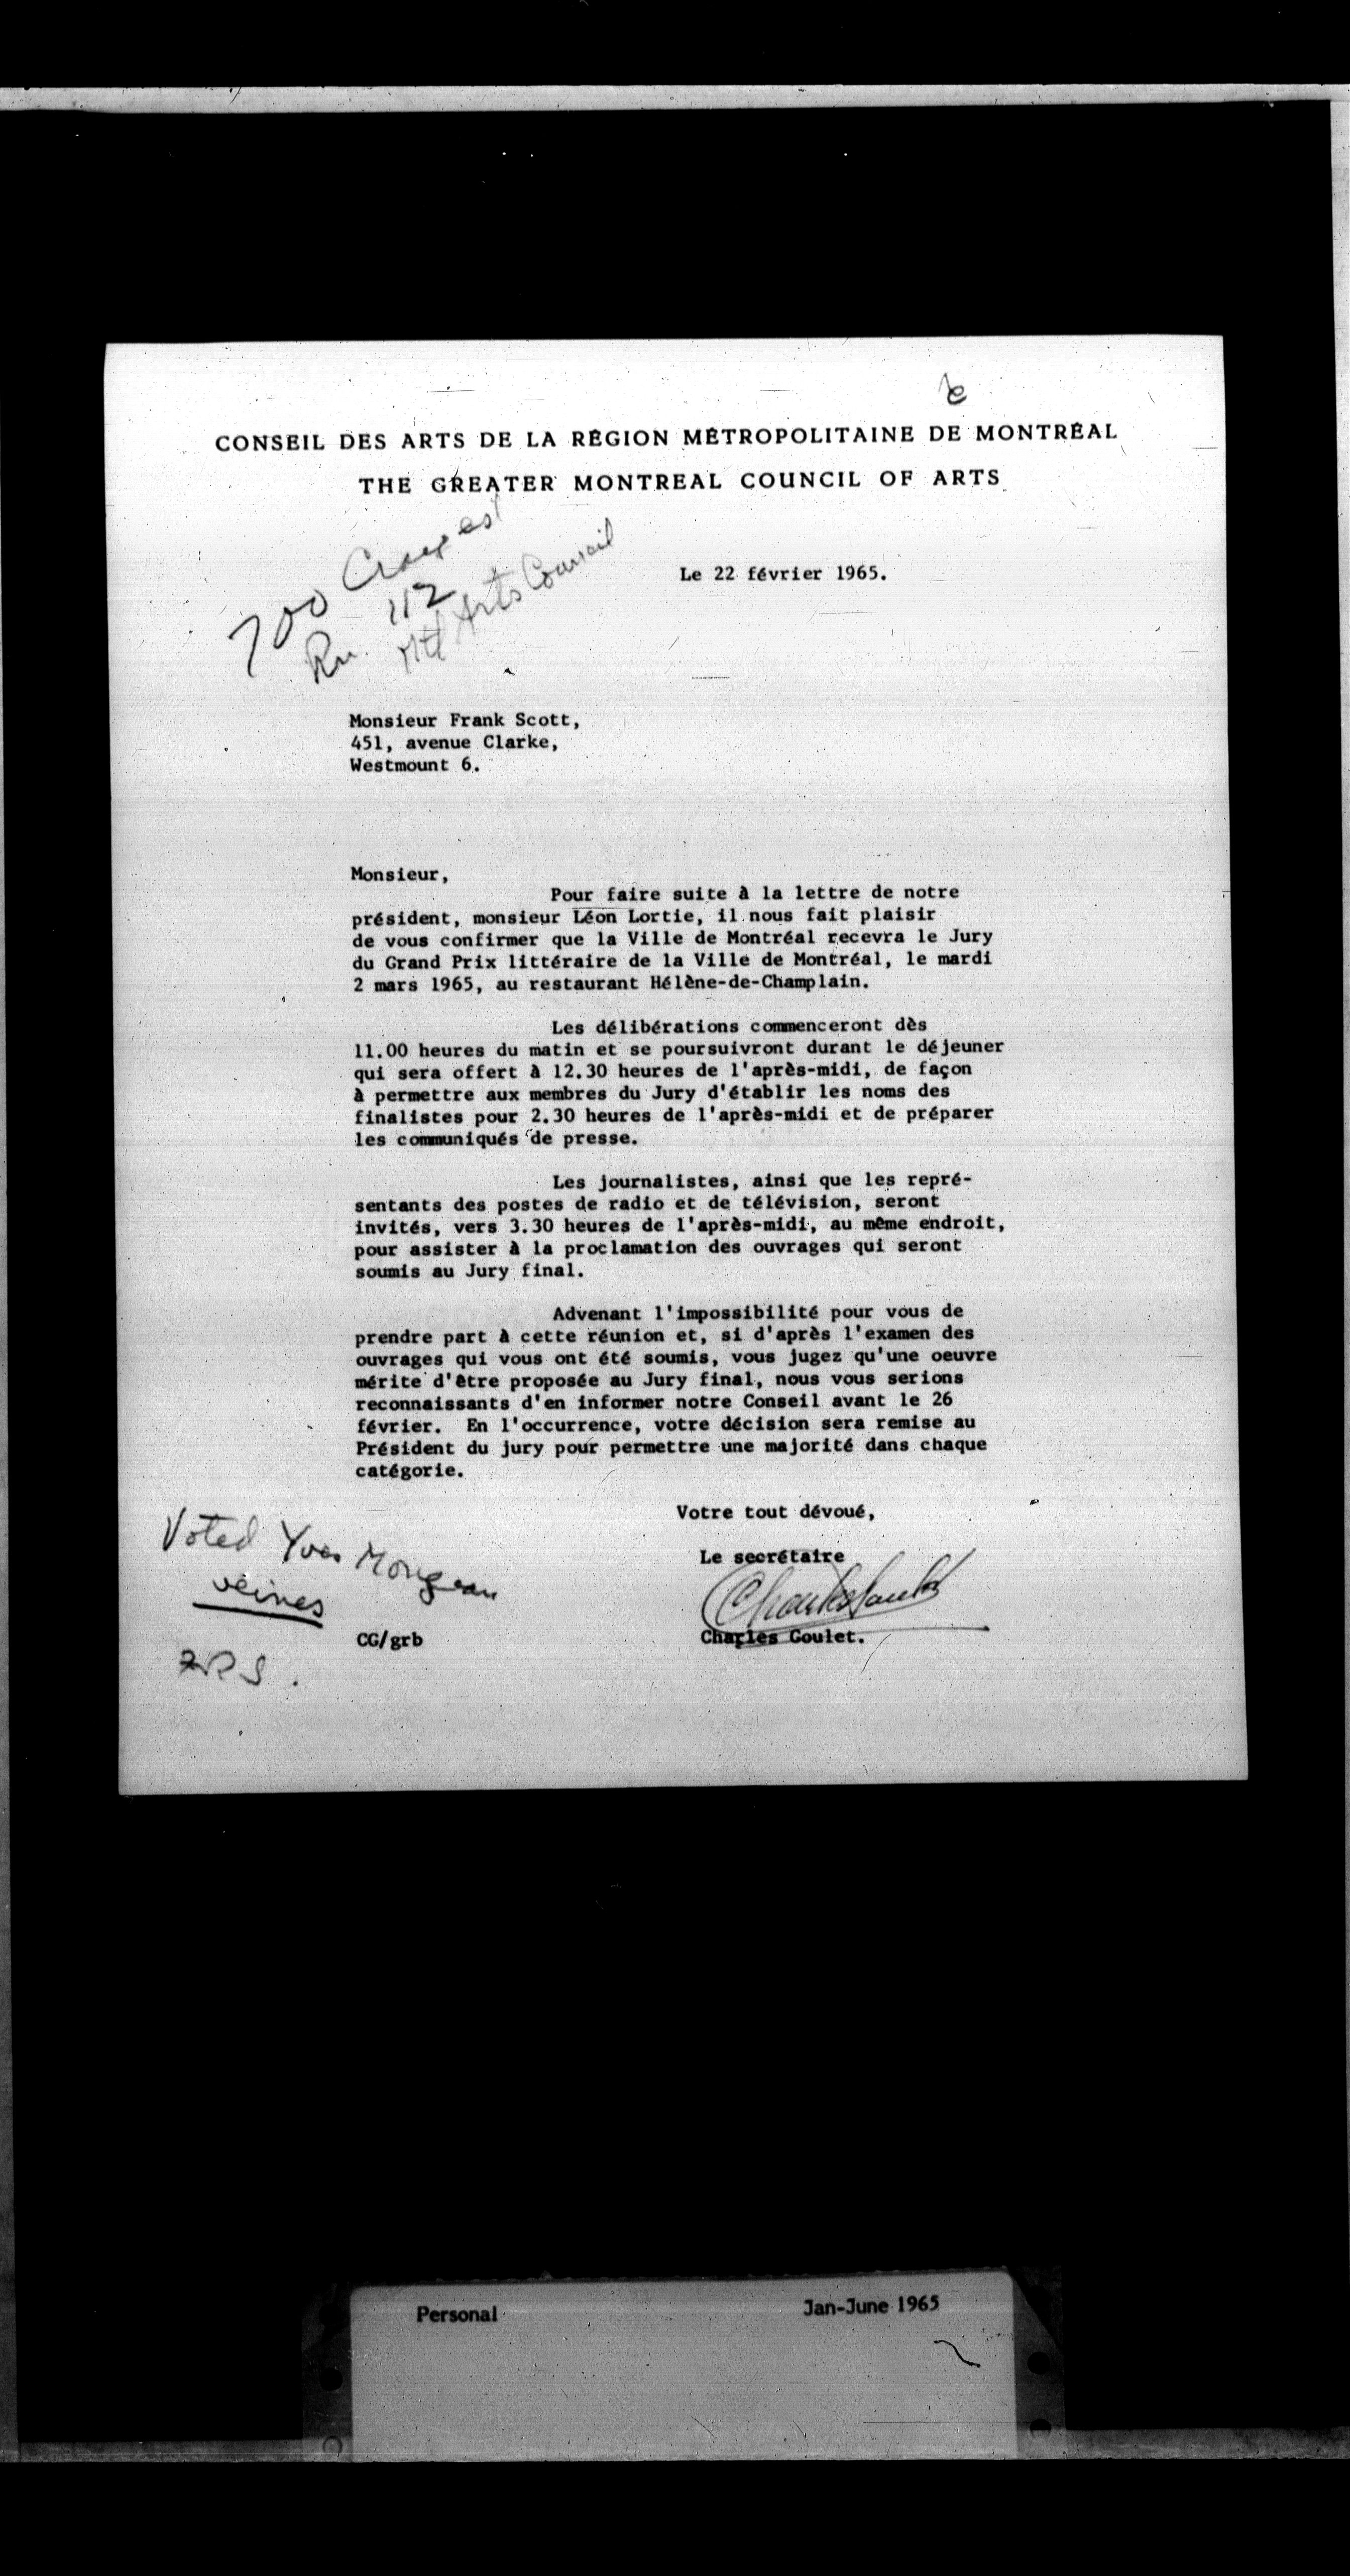 CONSEIL DES ARTS DE LA RÉGION MÉTROPOLITAINE DE MONTRÉAL
THE GREATER MONTREAL COUNCIL OF ARTS
700 Craig est
Rm. 112
Mtl Arts Council
Le 22 février 1965.
Monsieur Frank Scott,
451, avenue Clarke,
Westmount 6.
Monsieur,
Pour faire suite à la lettre de notre
président, monsieur Léon Lortie, il nous fait plaisir
de vous confirmer que la Ville de Montréal recevra le Jury
du Grand Prix littéraire de la Ville de Montréal, le mardi
2 mars 1965, au restaurant Hélène-de-Champlain.
Les délibérations commenceront dès
11.00 heures du matin et se poursuivront durant le déjeuner
qui sera offert à 12.30 heures de l'après-midi, de façon
à permettre aux membres du Jury d'établir les noms des
finalistes pour 2.30 heures de l'après-midi et de préparer
les communiqués de presse.
Les journalistes, ainsi que les repré-
sentants des postes de radio et de télévision, seront
invités, vers 3.30 heures de l'après-midi, au même endroit,
pour assister à la proclamation des ouvrages qui seront
soumis au Jury final.
Advenant l'impossibilité pour vous de
prendre part à cette réunion et, si d'après l'examen des
ouvrages qui vous ont été soumis, vous jugez qu'une oeuvre
mérite d'être proposée au Jury final, nous vous serions
reconnaissants d'en informer notre Conseil avant le 26
février. En l'occurrence, votre décision sera remise au
Président du jury pour permettre une majorité dans chaque
catégorie.
Votre tout dévoué,
Le secrétaire
Charles Goulet
Charles Goulet.
CG/grb
Voted Yves Mongeau
veines
FRS.
Personal
Jan-June 1965